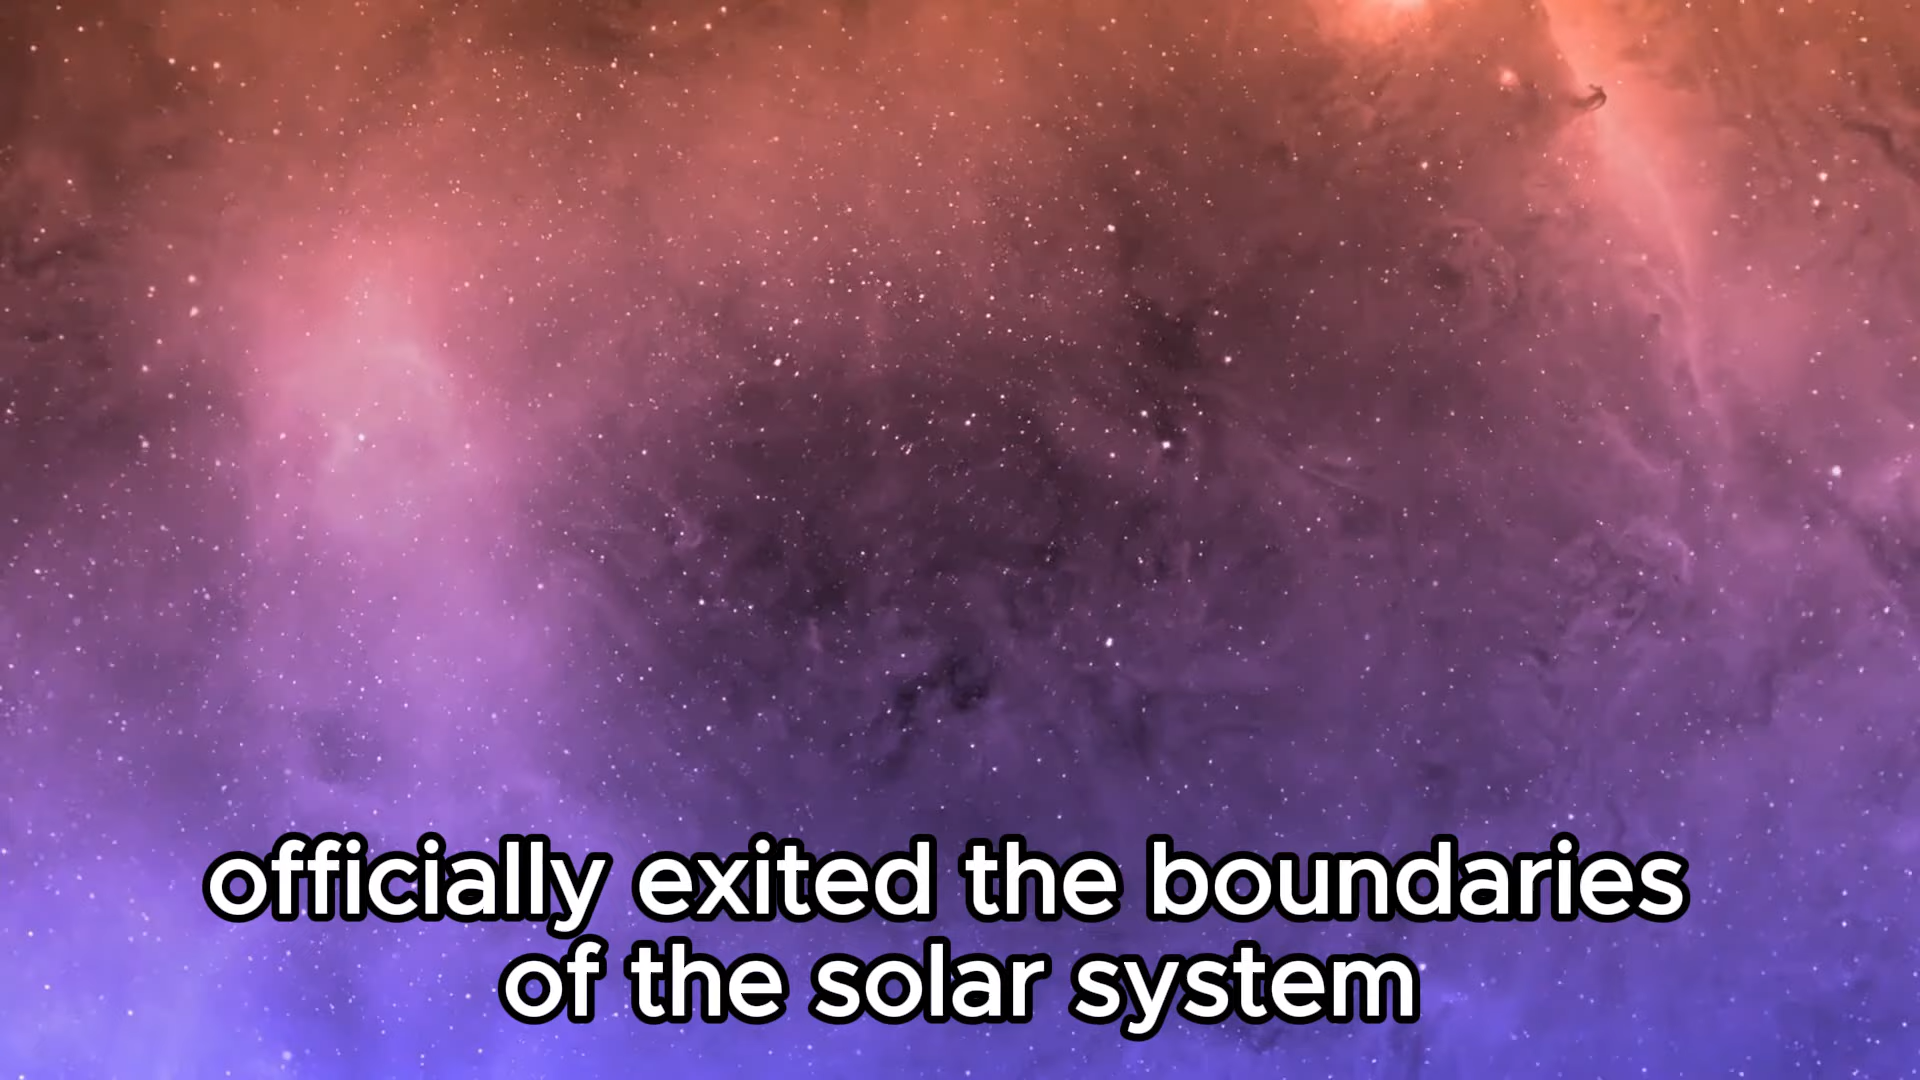 officially exited the boundaries
of the solar system